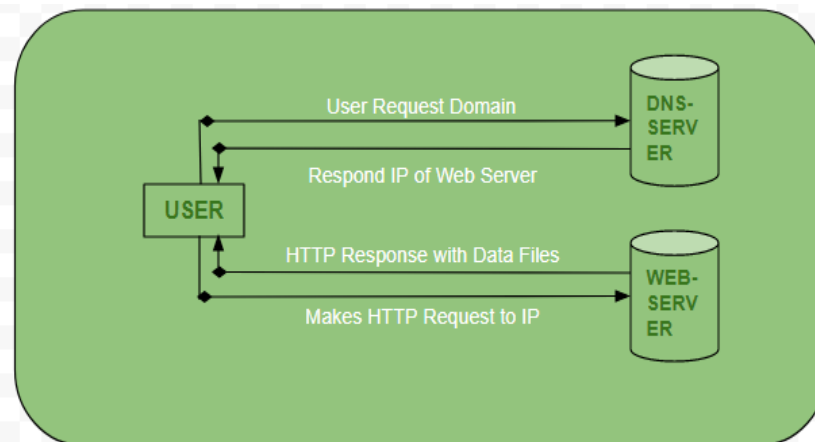 User Request Domain
DNS-
SERV
ER
Respond IP of Web Server
USER
HTTP Response with Data Files
WEB-
SERV
ER
Makes HTTP Request to IP